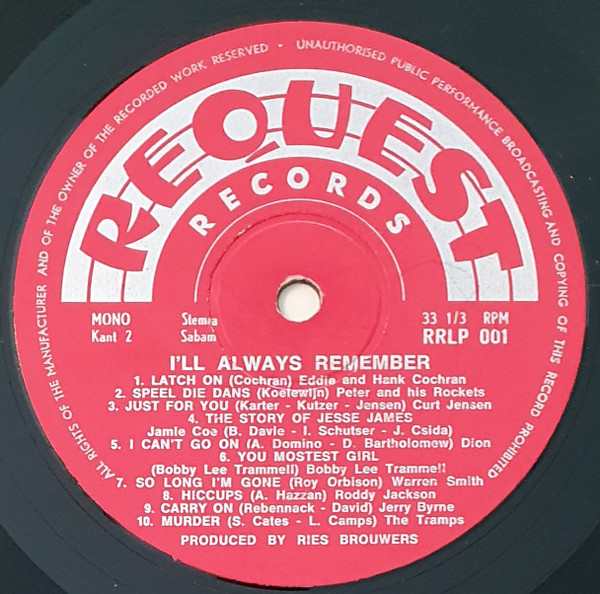 ALL RIGHTS OF THE MANUFACTURER AND OF THE OWNER OF THE RECORDED WORK RESERVED • UNAUTHORISED PUBLIC PERFORMANCE BROADCASTING AND COPYING OF THIS RECORD PROHIBITED
REQUEST
RECORDS
MONO Stemra 33 1/3 RPM
Kant 2 Sabam RRLP 001
I'LL ALWAYS REMEMBER
1. LATCH ON (Cochran) Eddie and Hank Cochran
2. SPEEL DIE DANS (Koelewijn) Peter and his Rockets
3. JUST FOR YOU (Karter - Kutzer - Jensen) Curt Jensen
4. THE STORY OF JESSE JAMES
Jamie Coe (B. Davie - I. Schutser - J. Csida)
5. I CAN'T GO ON (A. Domino - D. Bartholomew) Dion
6. YOU MOSTEST GIRL
(Bobby Lee Trammell) Bobby Lee Trammell
7. SO LONG I'M GONE (Roy Orbison) Warren Smith
8. HICCUPS (A. Hazzan) Roddy Jackson
9. CARRY ON (Rebennack - David) Jerry Byrne
10. MURDER (S. Cates - L. Camps) The Tramps
PRODUCED BY RIES BROUWERS